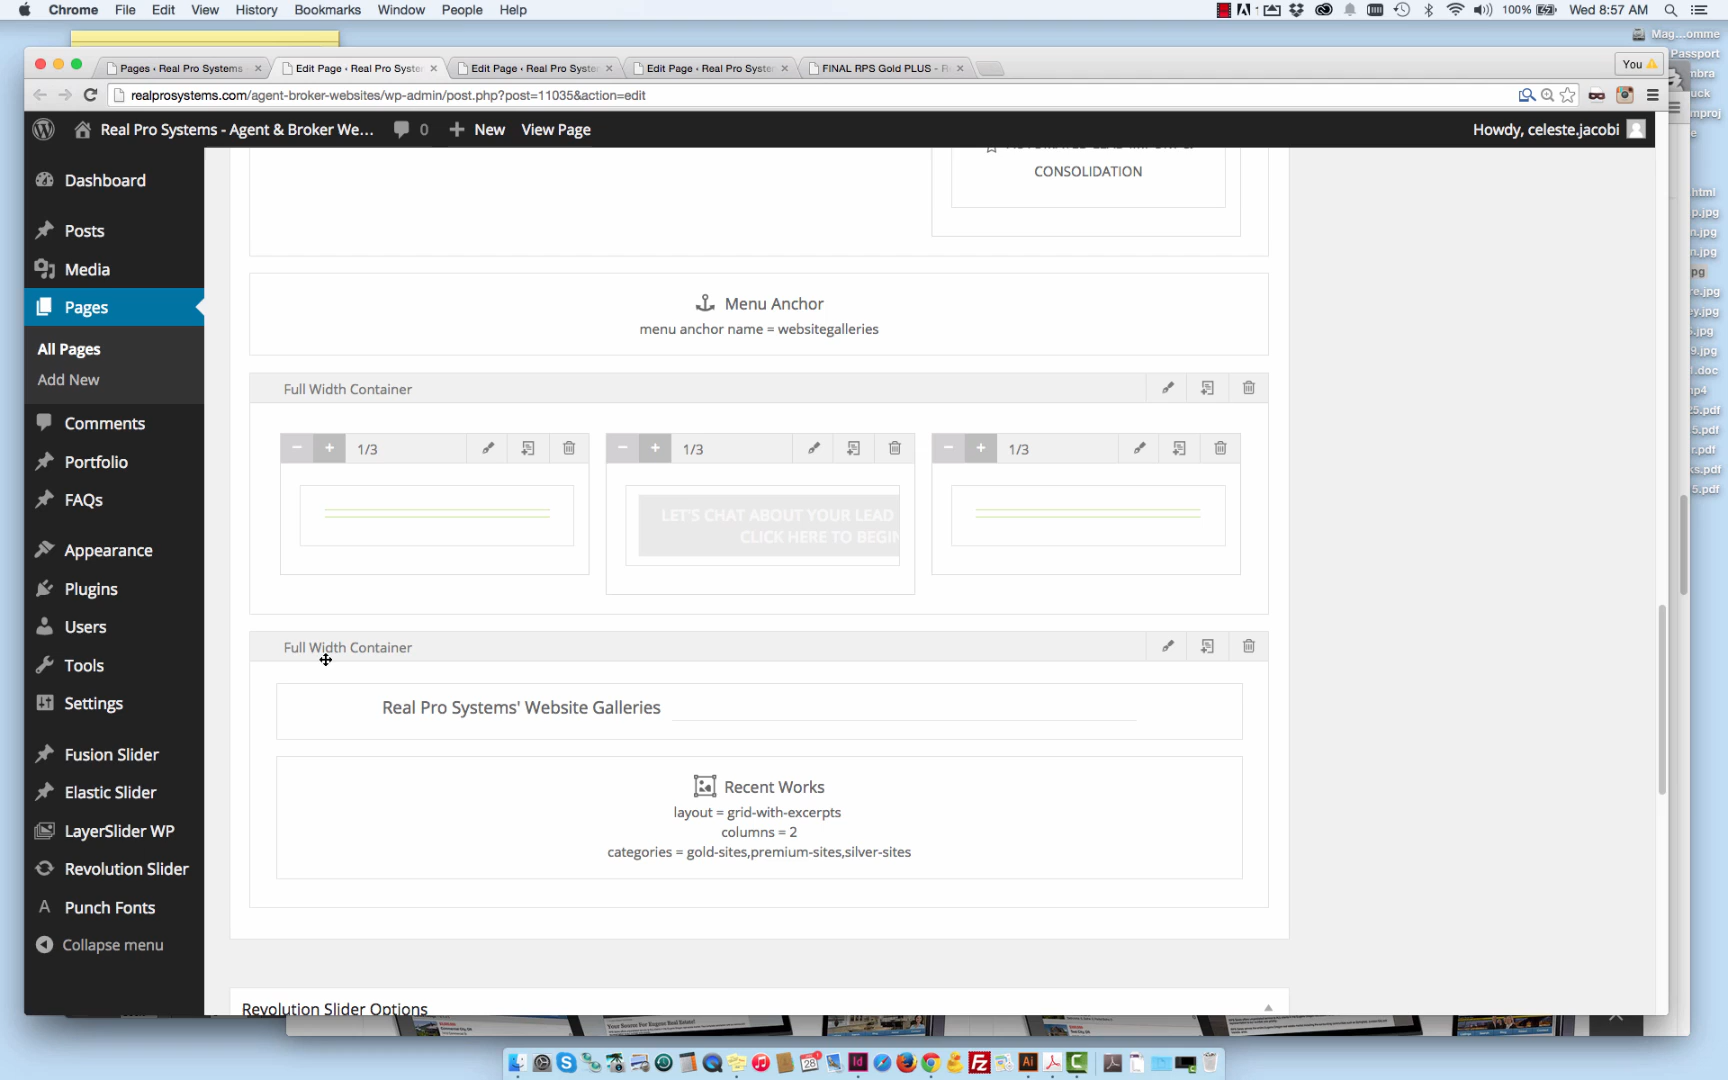 Chrome File Edit View History Bookmarks Window People Help
100% Wed 8:57 AM
Mag...omme
Passport
Pages ‹ Real Pro Systems
Edit Page ‹ Real Pro Syste
Edit Page ‹ Real Pro Syste
Edit Page ‹ Real Pro Syste
FINAL RPS Gold PLUS - R
You
realprosystems.com/agent-broker-websites/wp-admin/post.php?post=11035&action=edit
Real Pro Systems - Agent & Broker We...
0
New
View Page
Howdy, celeste.jacobi
Dashboard
Posts
Media
Pages
All Pages
Add New
Comments
Portfolio
FAQs
Appearance
Plugins
Users
Tools
Settings
Fusion Slider
Elastic Slider
LayerSlider WP
Revolution Slider
Punch Fonts
Collapse menu
CONSOLIDATION
Menu Anchor
menu anchor name = websitegalleries
Full Width Container
1/3
1/3
1/3
LET'S CHAT ABOUT YOUR LEAD
CLICK HERE TO BEGIN
Full Width Container
Real Pro Systems' Website Galleries
Recent Works
layout = grid-with-excerpts
columns = 2
categories = gold-sites,premium-sites,silver-sites
Revolution Slider Options